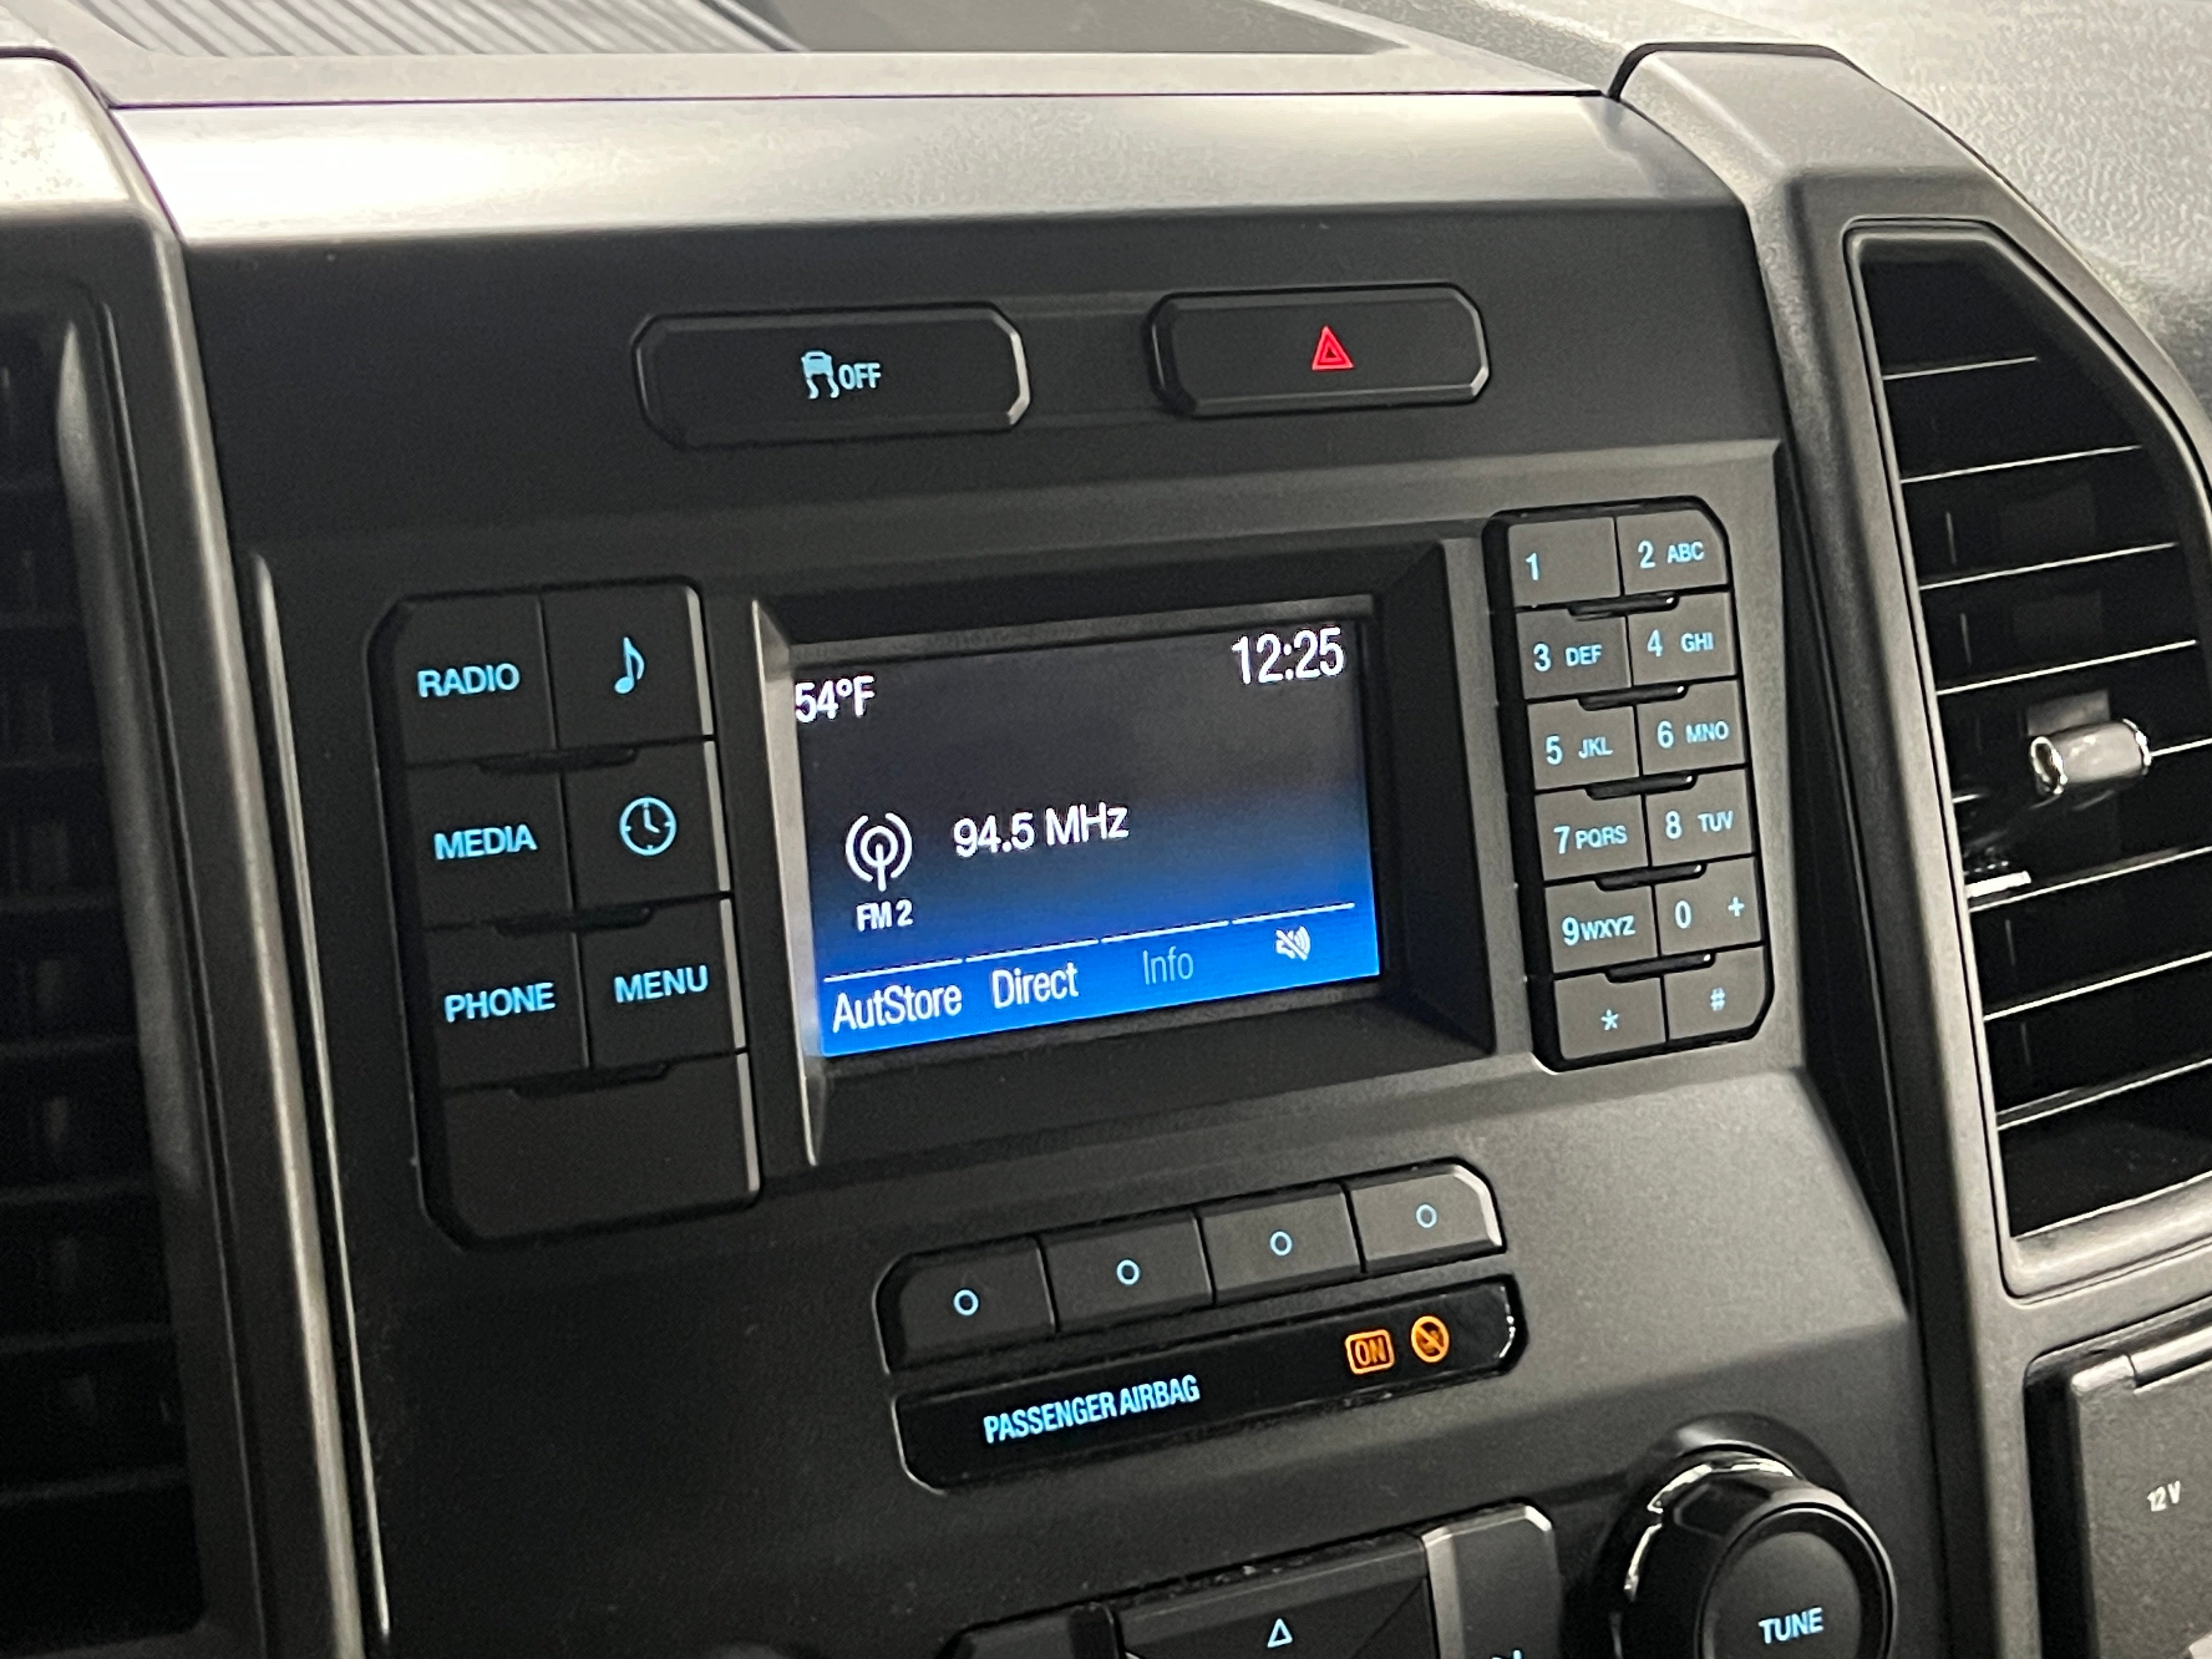 OFF
12:25
54°F
94.5 MHz
FM 2
AutStore Direct Info
RADIO
MEDIA
PHONE MENU
1 2 ABC
3 DEF 4 GHI
5 JKL 6 MNO
7 PQRS 8 TUV
9 WXYZ 0 +
* #
ON
PASSENGER AIRBAG
12V
TUNE